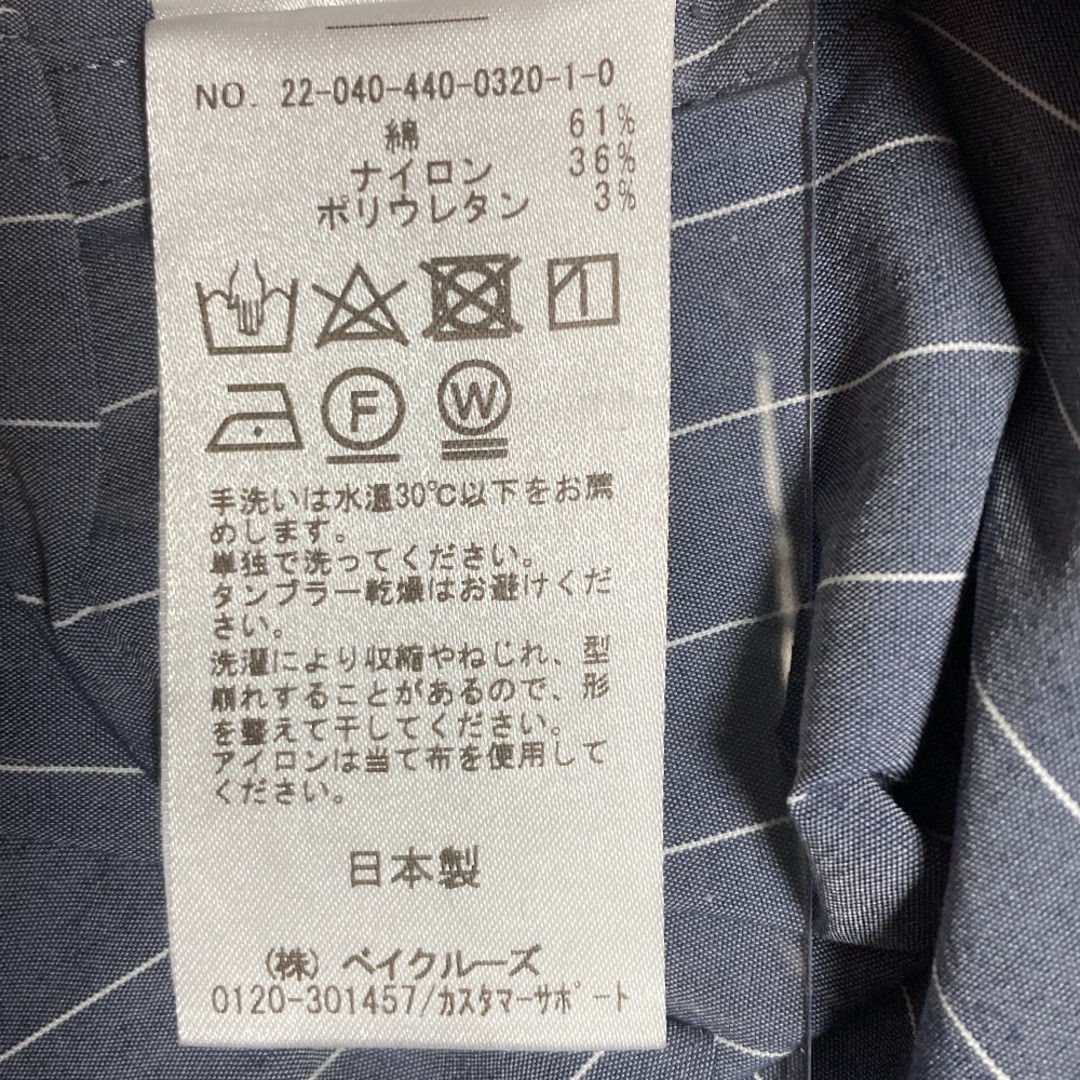 NO. 22-040-440-0320-1-0
綿 61%
ナイロン 36%
ポリウレタン 3%
F W
手洗いは水温30℃以下をお薦
めします。
単独で洗ってください。
タンブラー乾燥はお避けくだ
さい。
洗濯により収縮やねじれ、型
崩れすることがあるので、形
を整えて干してください。
アイロンは当て布を使用して
ください。
日本製
(株) ベイクルーズ
0120-301457/カスタマーサポート